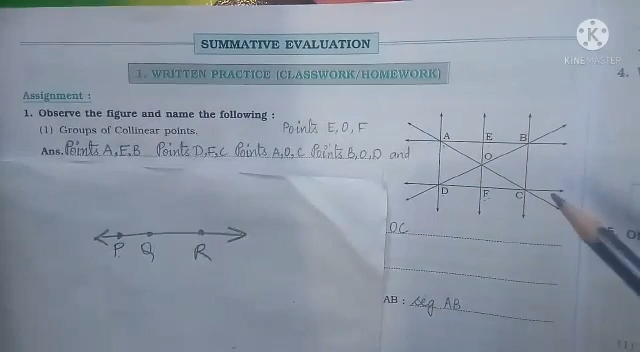 K
KINEMASTER
SUMMATIVE EVALUATION
1. WRITTEN PRACTICE (CLASSWORK/HOMEWORK)
4.
Assignment :
1. Observe the figure and name the following :
(1) Groups of Collinear points. Points E, O, F
Ans. Points A, E, B Points D, F, C Points A, O, C Points B, O, D and
A E B
O
D F C
P Q R
OC
AB : seg AB